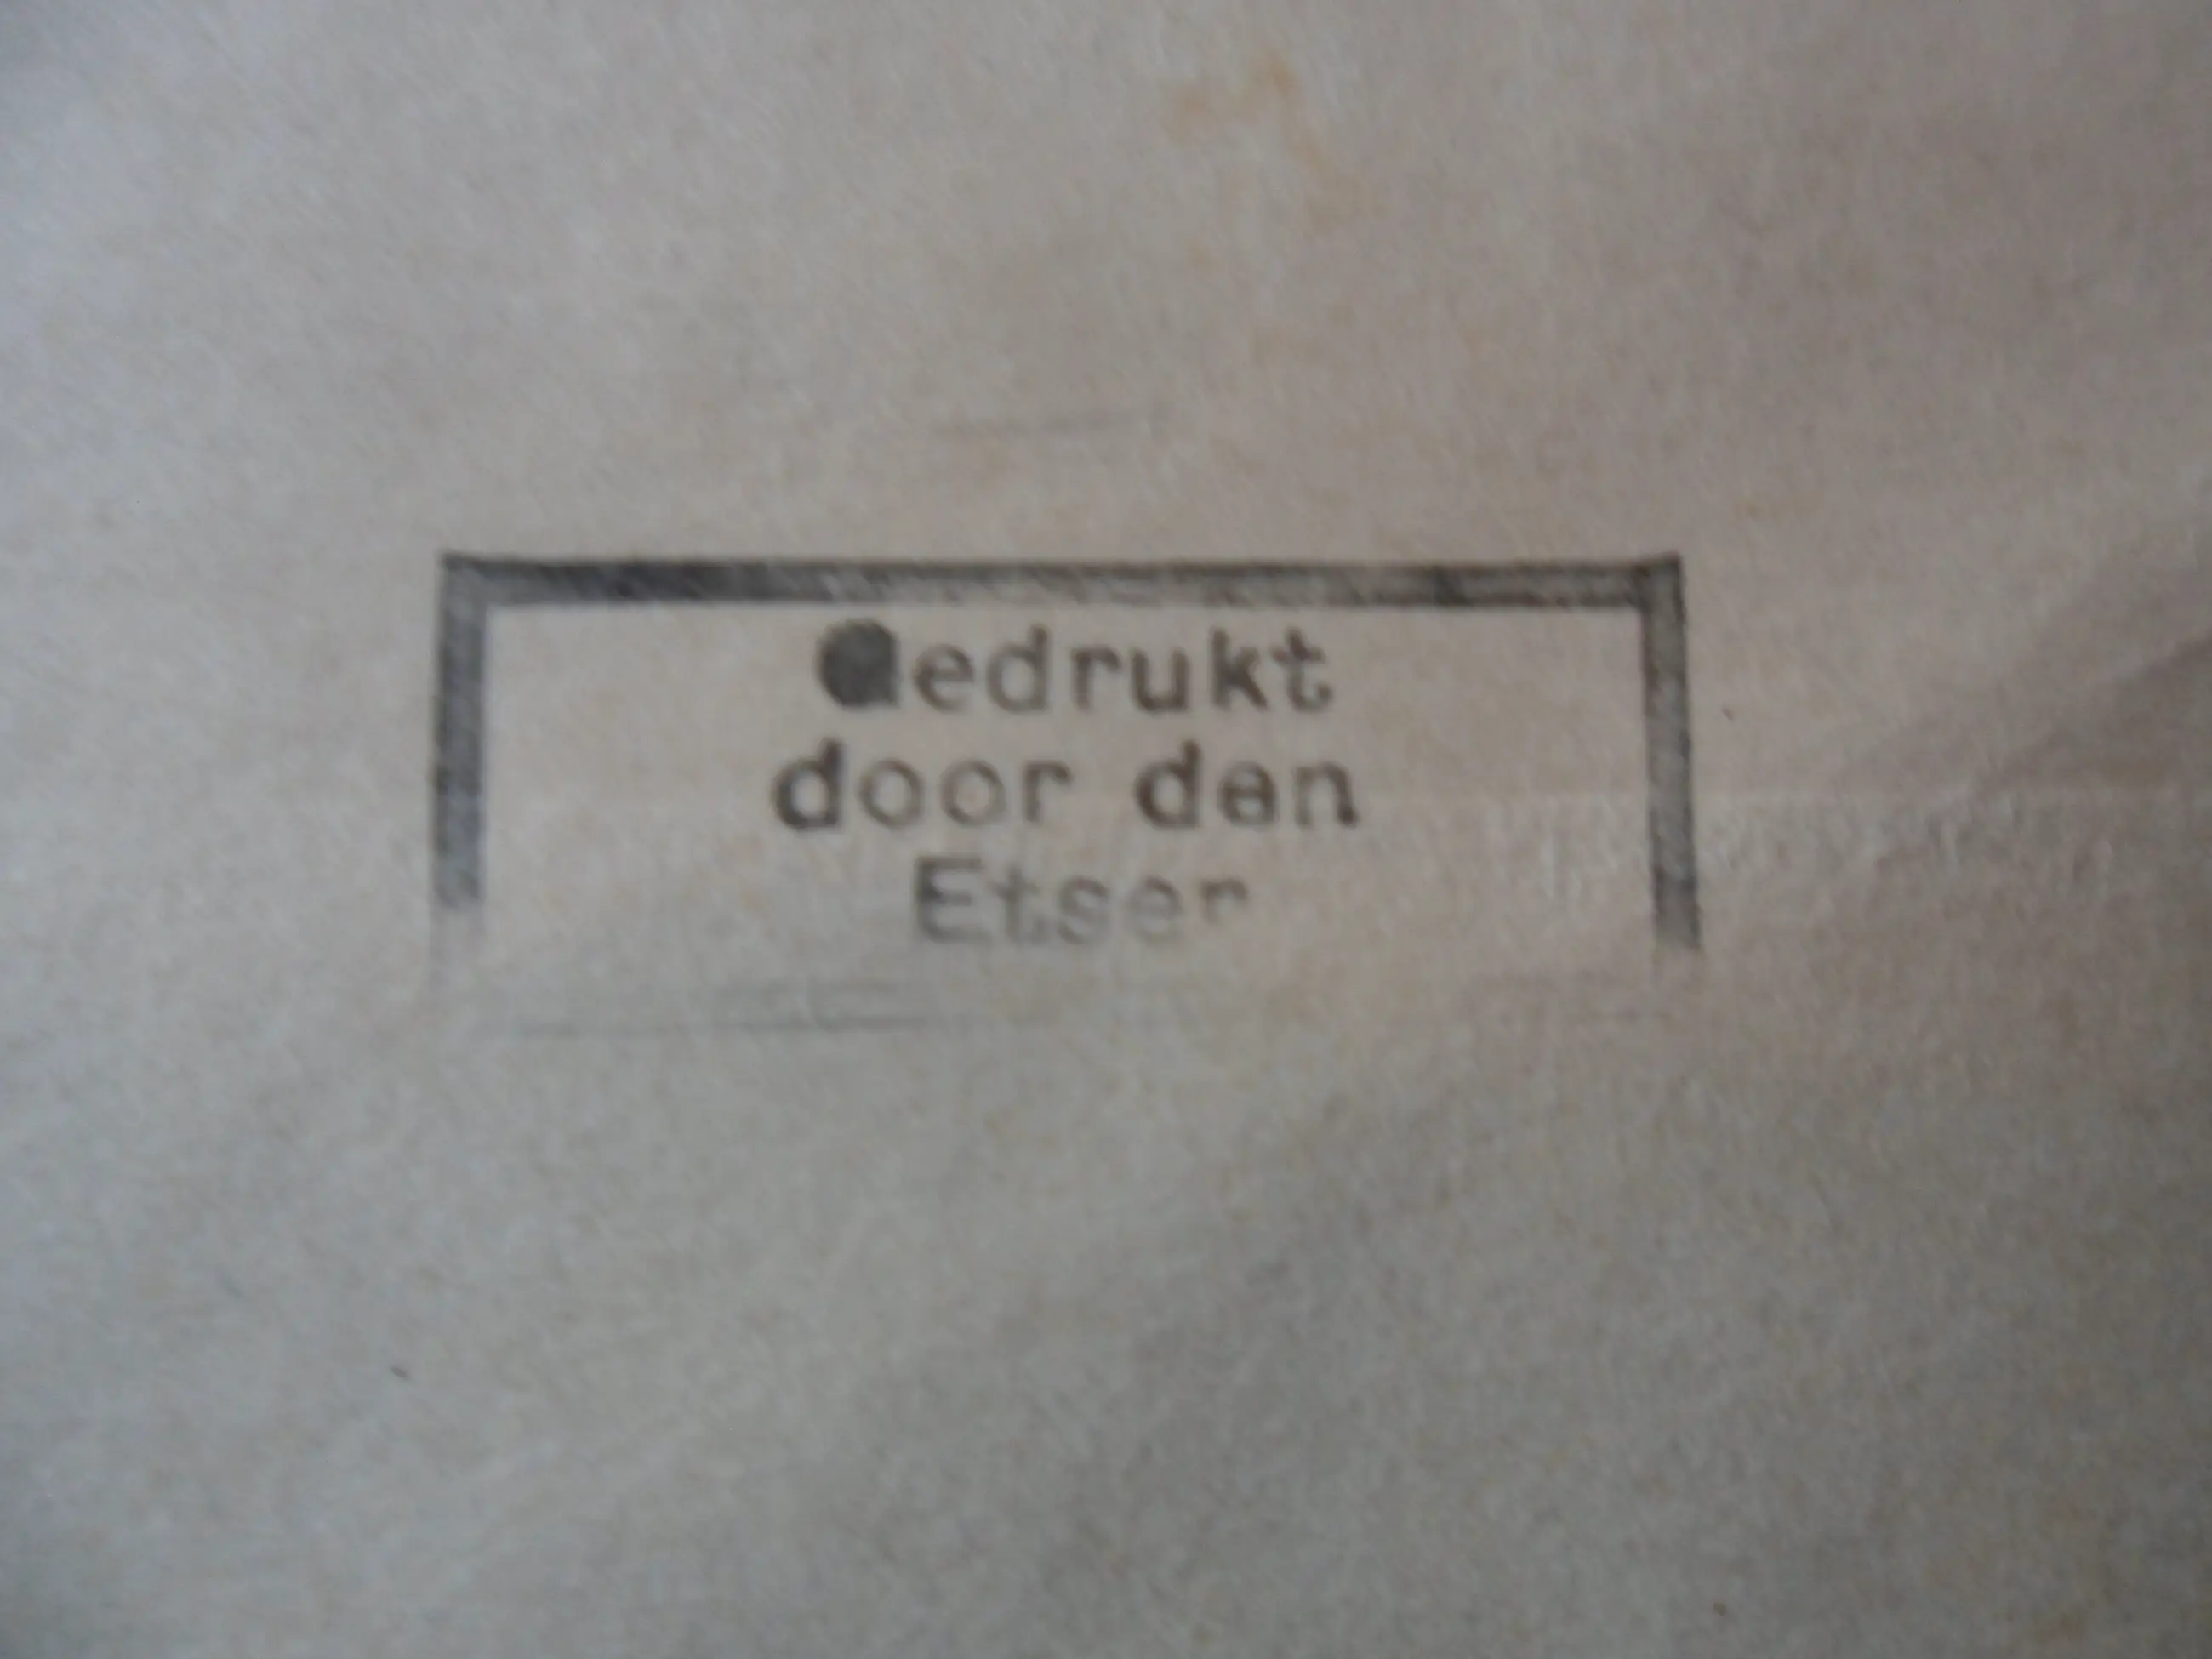 Gedrukt
door den
Etser